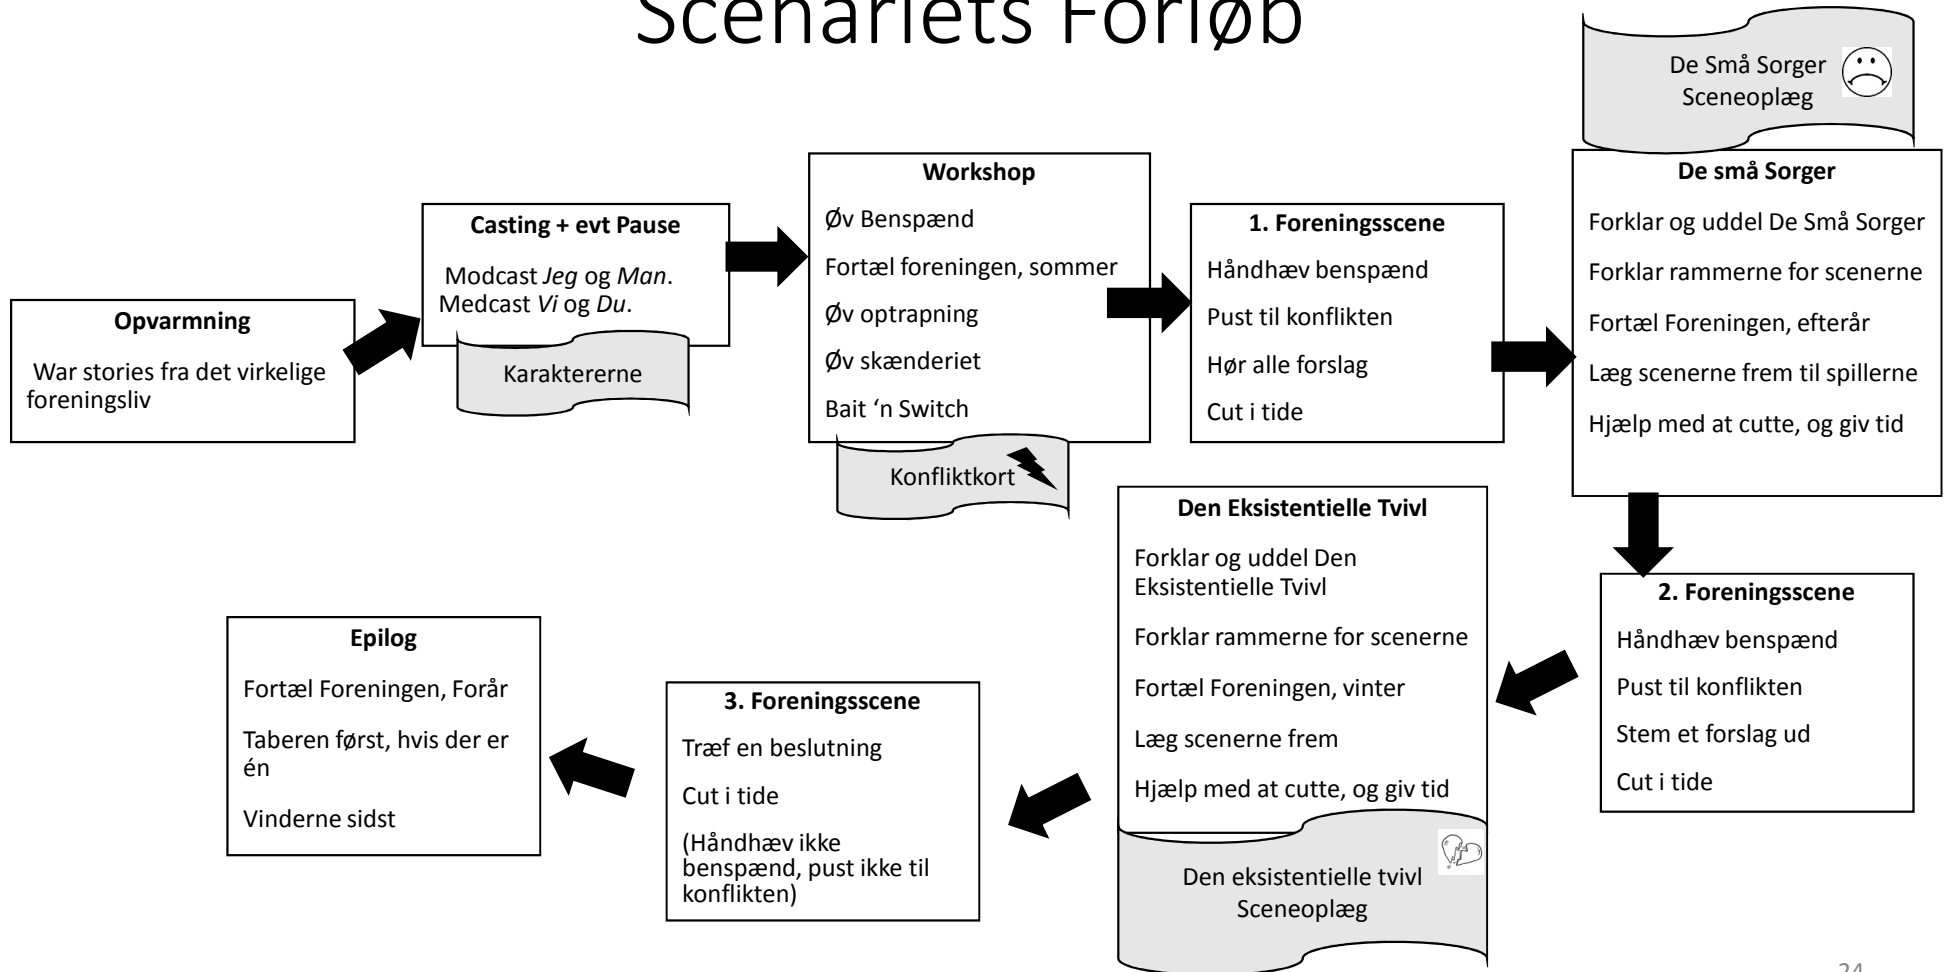 Scenariets Forløb
Opvarmning
War stories fra det virkelige
foreningsliv
Casting + evt Pause
Modcast Jeg og Man.
Medcast Vi og Du.
Karaktererne
Workshop
Øv Benspænd
Fortæl foreningen, sommer
Øv optrapning
Øv skænderiet
Bait ‘n Switch
Konfliktkort
1. Foreningsscene
Håndhæv benspænd
Pust til konflikten
Hør alle forslag
Cut i tide
De Små Sorger
Sceneoplæg
De små Sorger
Forklar og uddel De Små Sorger
Forklar rammerne for scenerne
Fortæl Foreningen, efterår
Læg scenerne frem til spillerne
Hjælp med at cutte, og giv tid
2. Foreningsscene
Håndhæv benspænd
Pust til konflikten
Stem et forslag ud
Cut i tide
Den Eksistentielle Tvivl
Forklar og uddel Den
Eksistentielle Tvivl
Forklar rammerne for scenerne
Fortæl Foreningen, vinter
Læg scenerne frem
Hjælp med at cutte, og giv tid
Den eksistentielle tvivl
Sceneoplæg
3. Foreningsscene
Træf en beslutning
Cut i tide
(Håndhæv ikke
benspænd, pust ikke til
konflikten)
Epilog
Fortæl Foreningen, Forår
Taberen først, hvis der er
én
Vinderne sidst
24